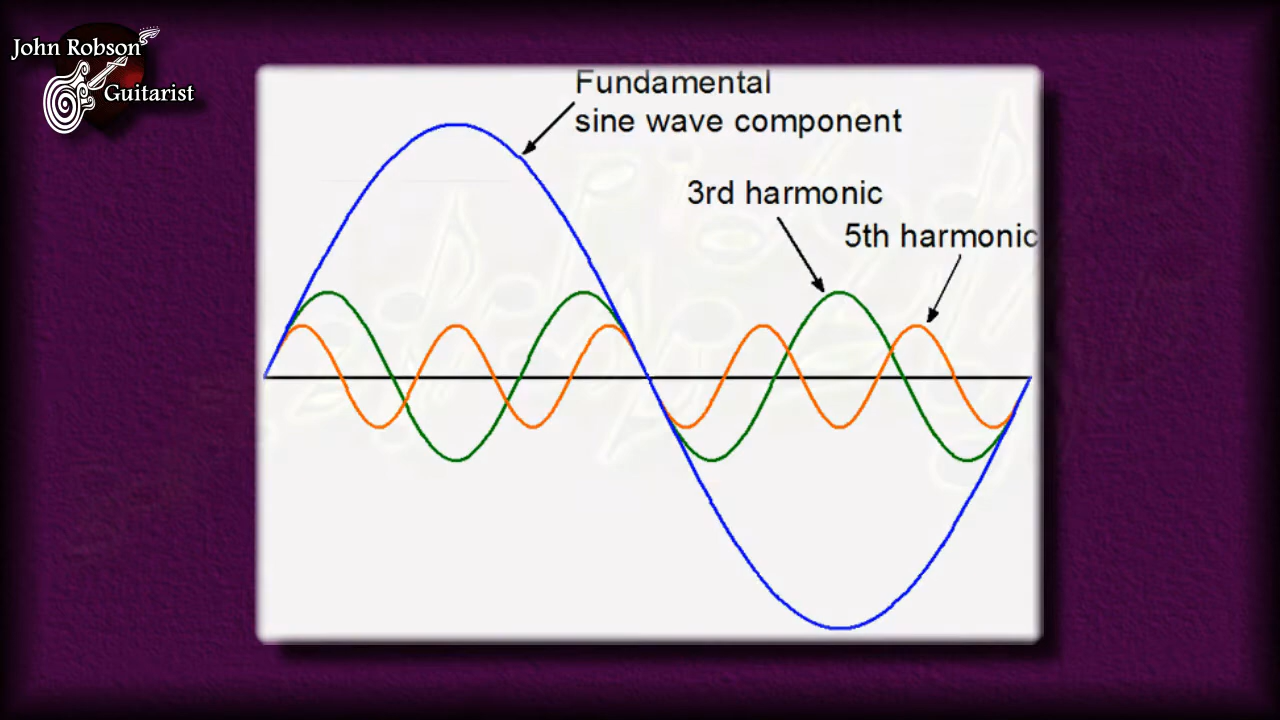 John Robson
Guitarist
Fundamental
sine wave component
3rd harmonic
5th harmonic